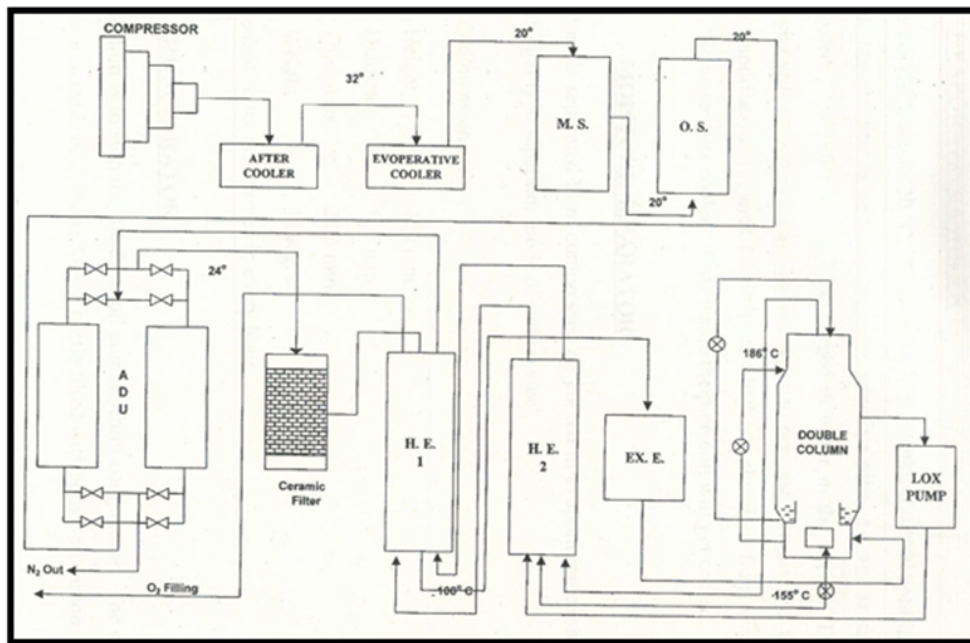 COMPRESSOR
20°
20°
32°
M. S.
O. S.
AFTER
COOLER
EVOPERATIVE
COOLER
20°
24°
A
D
U
186° C
DOUBLE
COLUMN
H. E.
1
H. E.
2
EX. E.
LOX
PUMP
Ceramic
Filter
N₂ Out
O₂ Filling
-100° C
-155° C